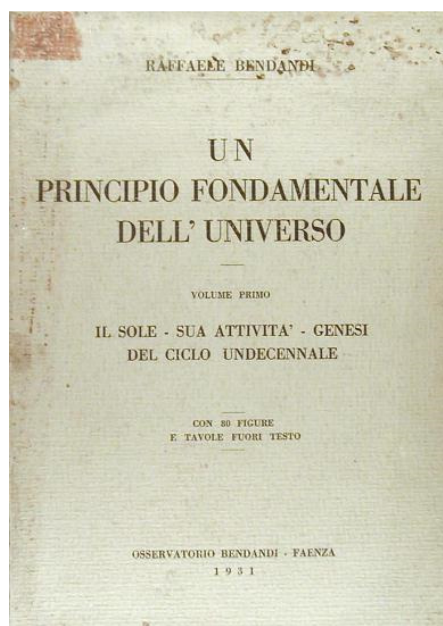 RAFFAELE BENDANDI
UN
PRINCIPIO FONDAMENTALE
DELL' UNIVERSO
VOLUME PRIMO
IL SOLE - SUA ATTIVITA' - GENESI
DEL CICLO UNDECENNALE
CON 80 FIGURE
E TAVOLE FUORI TESTO
OSSERVATORIO BENDANDI - FAENZA
1931